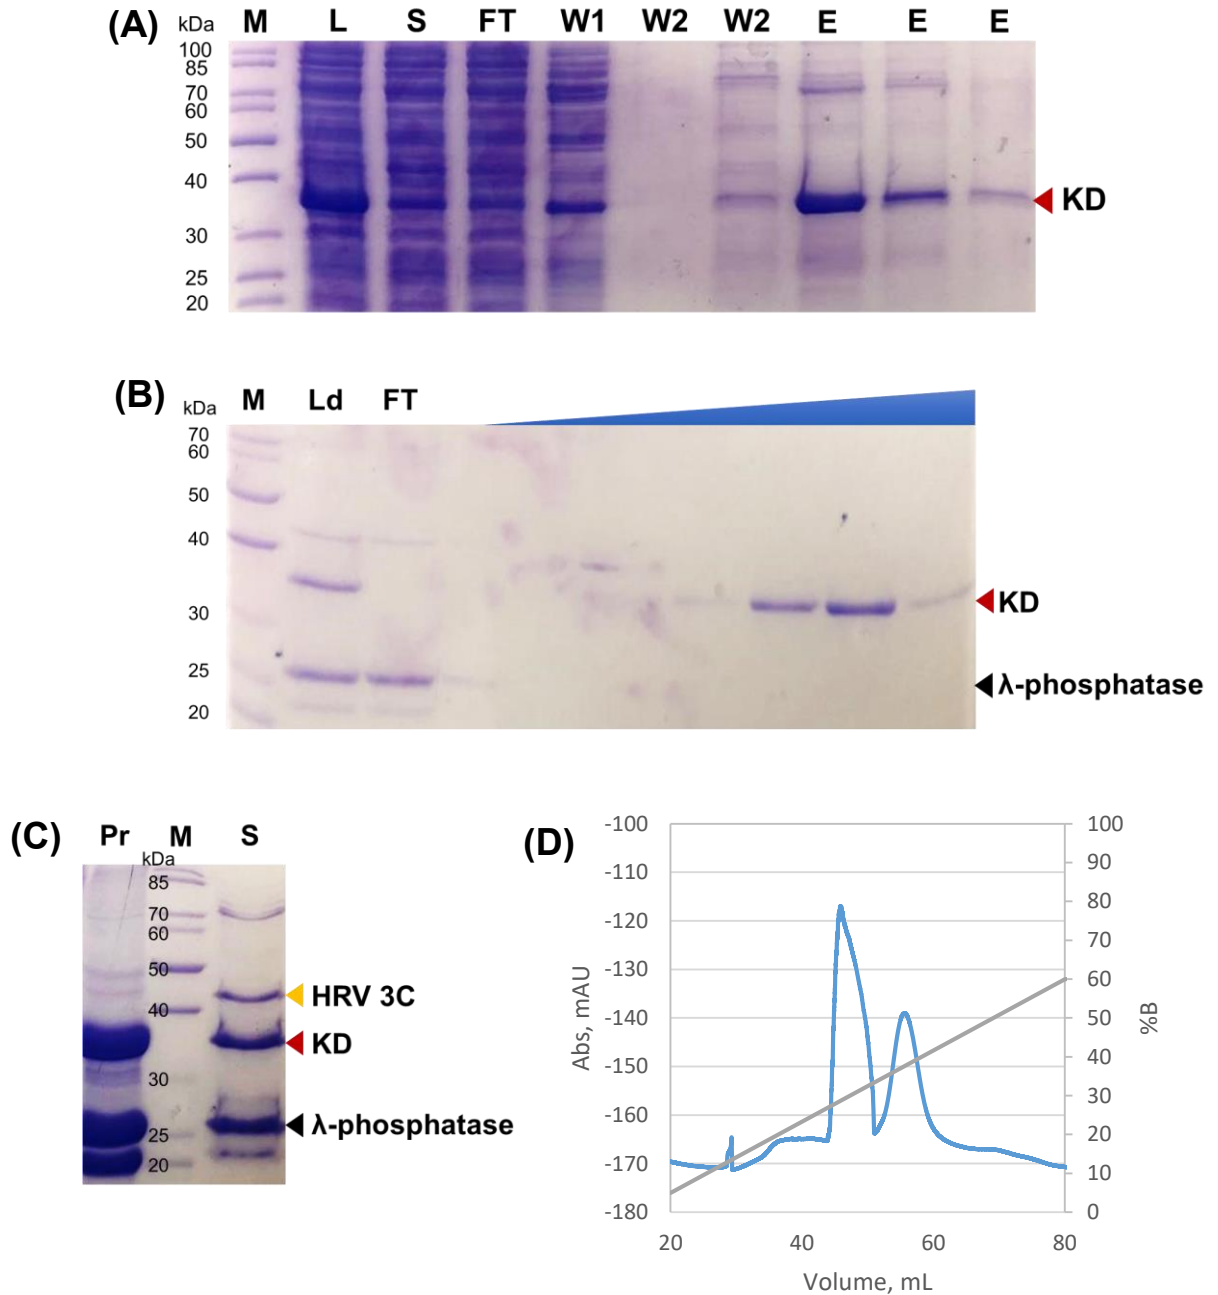 (A) kDa M L S FT W1 W2 W2 E E E
100
85
70
60
50
40
30
25
20
KD
(B) kDa M Ld FT
70
60
50
40
30
25
20
KD
λ-phosphatase
(C) Pr M S
kDa
85
70
60
50
40
30
25
20
HRV 3C
KD
λ-phosphatase
(D)
-100
-110
-120
-130
-140
-150
-160
-170
-180
Abs, mAU
100
90
80
70
60
50
40
30
20
10
0
%B
20 40 60 80
Volume, mL